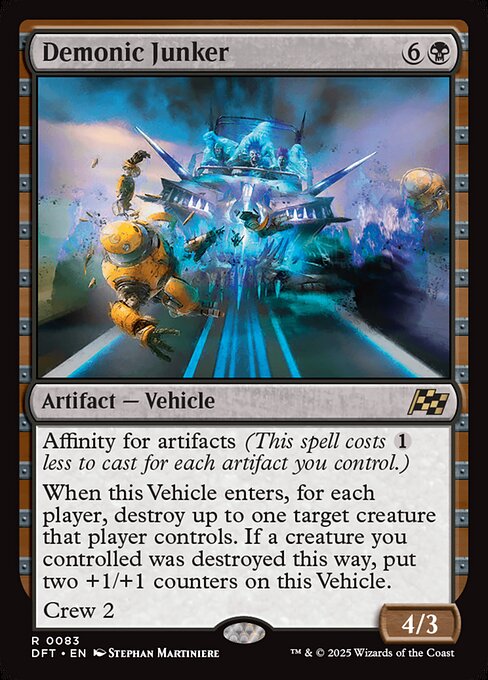 Demonic Junker 6
Artifact — Vehicle
Affinity for artifacts (This spell costs 1
less to cast for each artifact you control.)
When this Vehicle enters, for each
player, destroy up to one target creature
that player controls. If a creature you
controlled was destroyed this way, put
two +1/+1 counters on this Vehicle.
Crew 2
4/3
R 0083
DFT • EN Stephan Martiniere ™ & © 2025 Wizards of the Coast